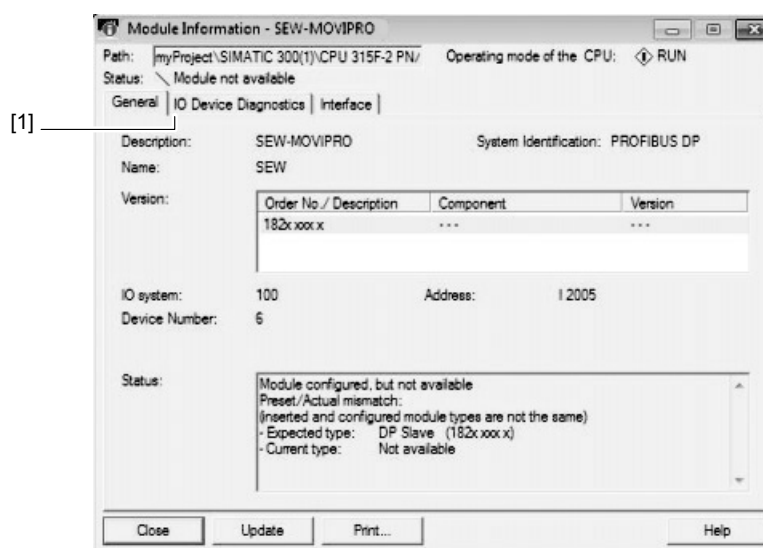 Module Information - SEW-MOVIPRO
Path: myProject\SIMATIC 300(1)\CPU 315F-2 PN/ Operating mode of the CPU: RUN
Status: Module not available
General IO Device Diagnostics Interface
[1]
Description: SEW-MOVIPRO System Identification: PROFIBUS DP
Name: SEW
Version: Order No./ Description Component Version
182x xxx x --- ---
IO system: 100 Address: I 2005
Device Number: 6
Status: Module configured, but not available
Preset/Actual mismatch:
(inserted and configured module types are not the same)
- Expected type: DP Slave (182x xxx x)
- Current type: Not available
Close Update Print... Help